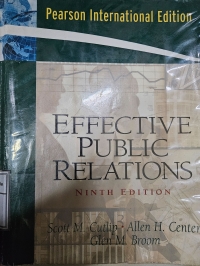 Pearson International Edition
EFFECTIVE
PUBLIC
RELATIONS
NINTH EDITION
Scott M. Cutlip · Allen H. Center
Glen M. Broom